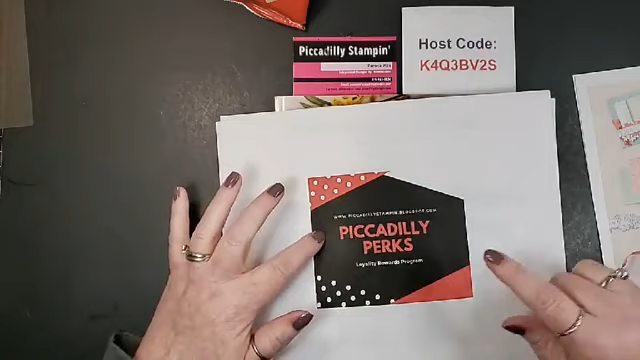 Piccadilly Stampin'
Host Code:
K4Q3BV2S
WWW.PICCADILLYSTAMPIN.BLOGSPOT.COM
PICCADILLY
PERKS
Loyalty Rewards Program